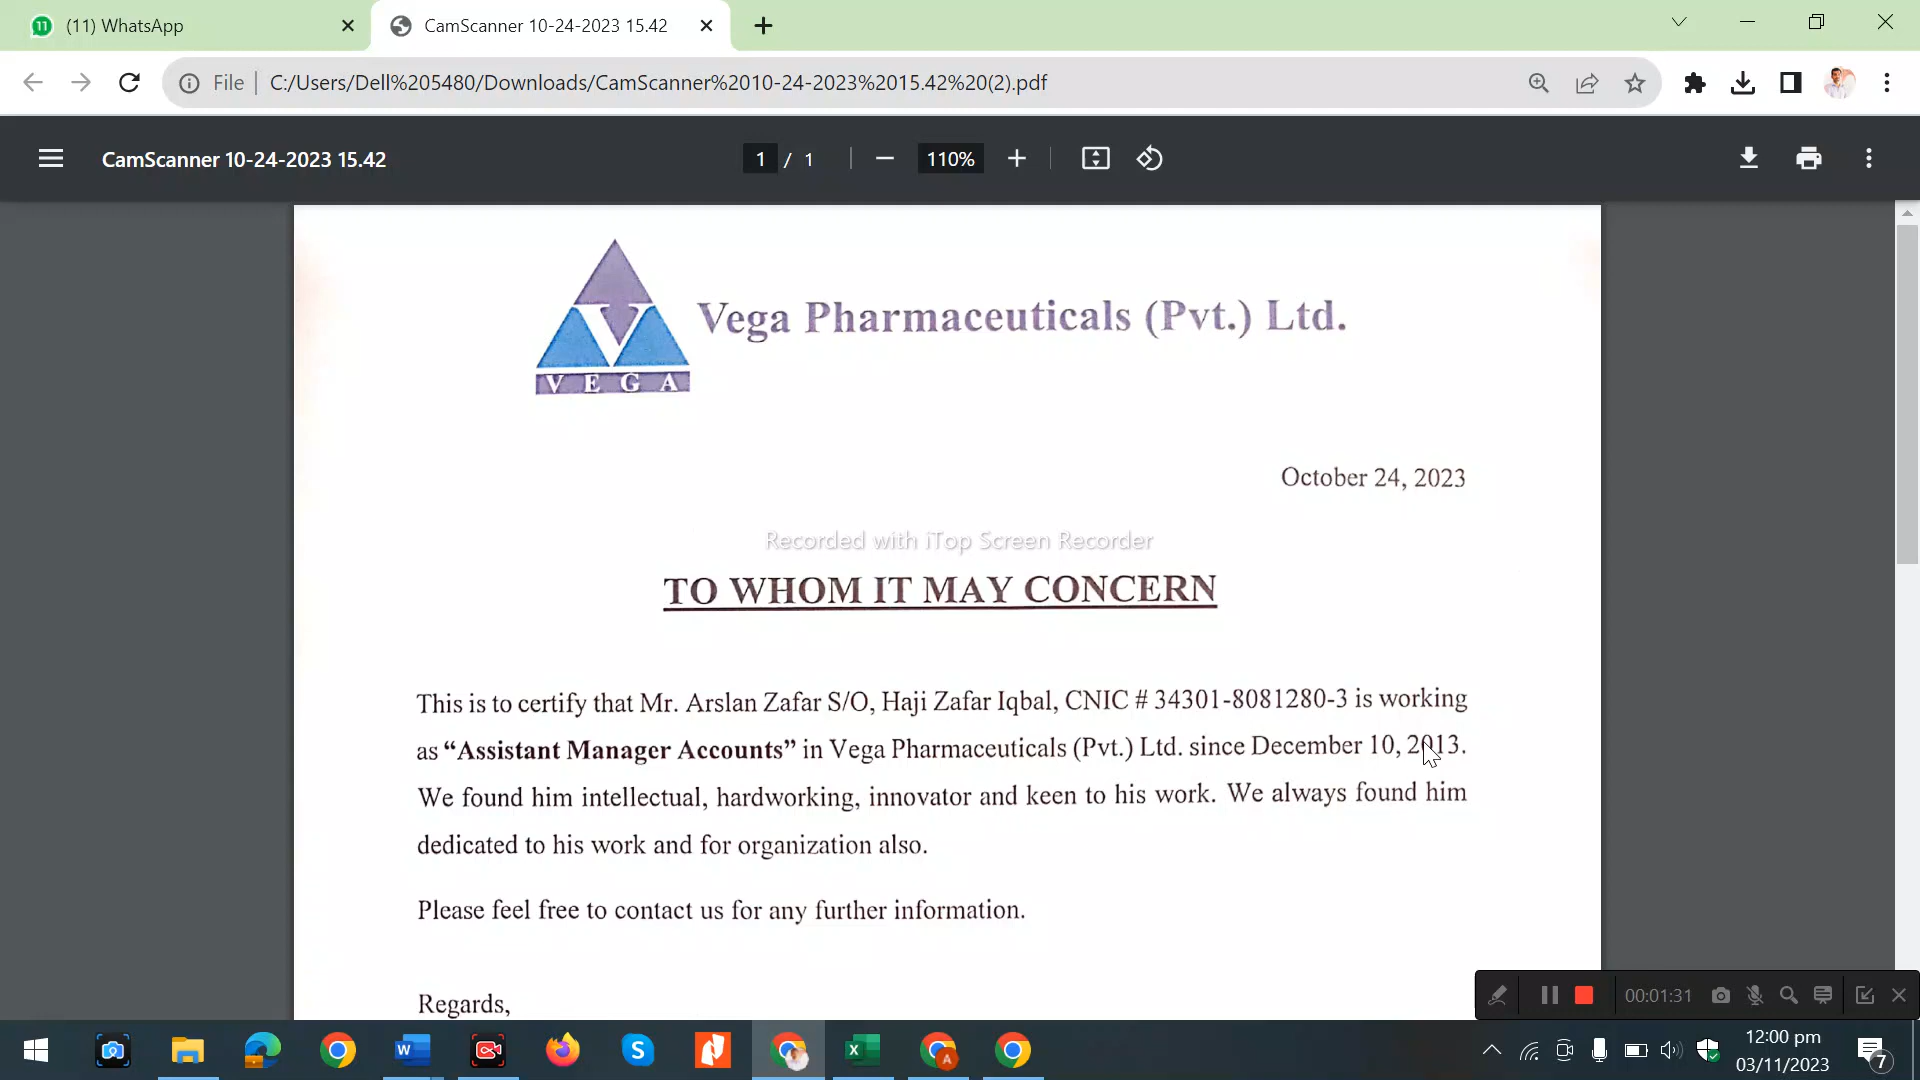 (11) WhatsApp
CamScanner 10-24-2023 15.42
File
C:/Users/Dell%205480/Downloads/CamScanner%2010-24-2023%2015.42%20(2).pdf
CamScanner 10-24-2023 15.42
1 / 1
110%
VEGA
Vega Pharmaceuticals (Pvt.) Ltd.
October 24, 2023
Recorded with iTop Screen Recorder
TO WHOM IT MAY CONCERN
This is to certify that Mr. Arslan Zafar S/O, Haji Zafar Iqbal, CNIC # 34301-8081280-3 is working
as “Assistant Manager Accounts” in Vega Pharmaceuticals (Pvt.) Ltd. since December 10, 2013.
We found him intellectual, hardworking, innovator and keen to his work. We always found him
dedicated to his work and for organization also.
Please feel free to contact us for any further information.
Regards,
00:01:31
12:00 pm
03/11/2023
7